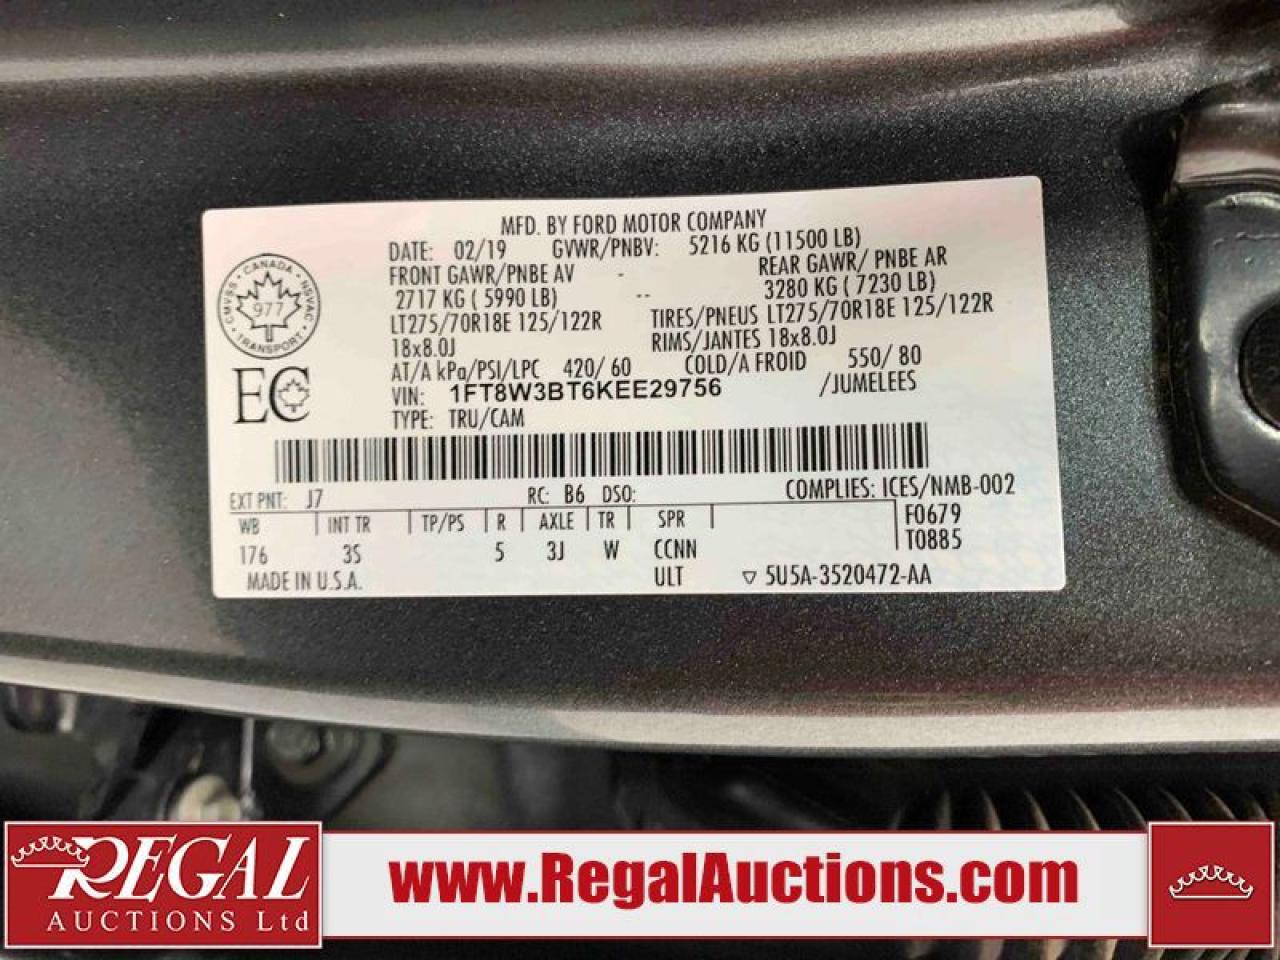 MFD. BY FORD MOTOR COMPANY
DATE: 02/19 GVWR/PNBV: 5216 KG (11500 LB)
FRONT GAWR/PNBE AV - REAR GAWR/ PNBE AR
2717 KG ( 5990 LB) -- 3280 KG ( 7230 LB)
LT275/70R18E 125/122R TIRES/PNEUS LT275/70R18E 125/122R
18x8.0J RIMS/JANTES 18x8.0J
AT/A kPa/PSI/LPC 420/ 60 COLD/A FROID 550/ 80
VIN: 1FT8W3BT6KEE29756 /JUMELEES
TYPE: TRU/CAM
CANADA
CMVSS NSVAC
977
TRANSPORT
EC
EXT PNT: J7 RC: B6 DSO: COMPLIES: ICES/NMB-002
WB INT TR TP/PS R AXLE TR SPR F0679
176 3S 5 3J W CCNN T0885
MADE IN U.S.A. ULT ▽ 5U5A-3520472-AA
REGAL
AUCTIONS Ltd
www.RegalAuctions.com